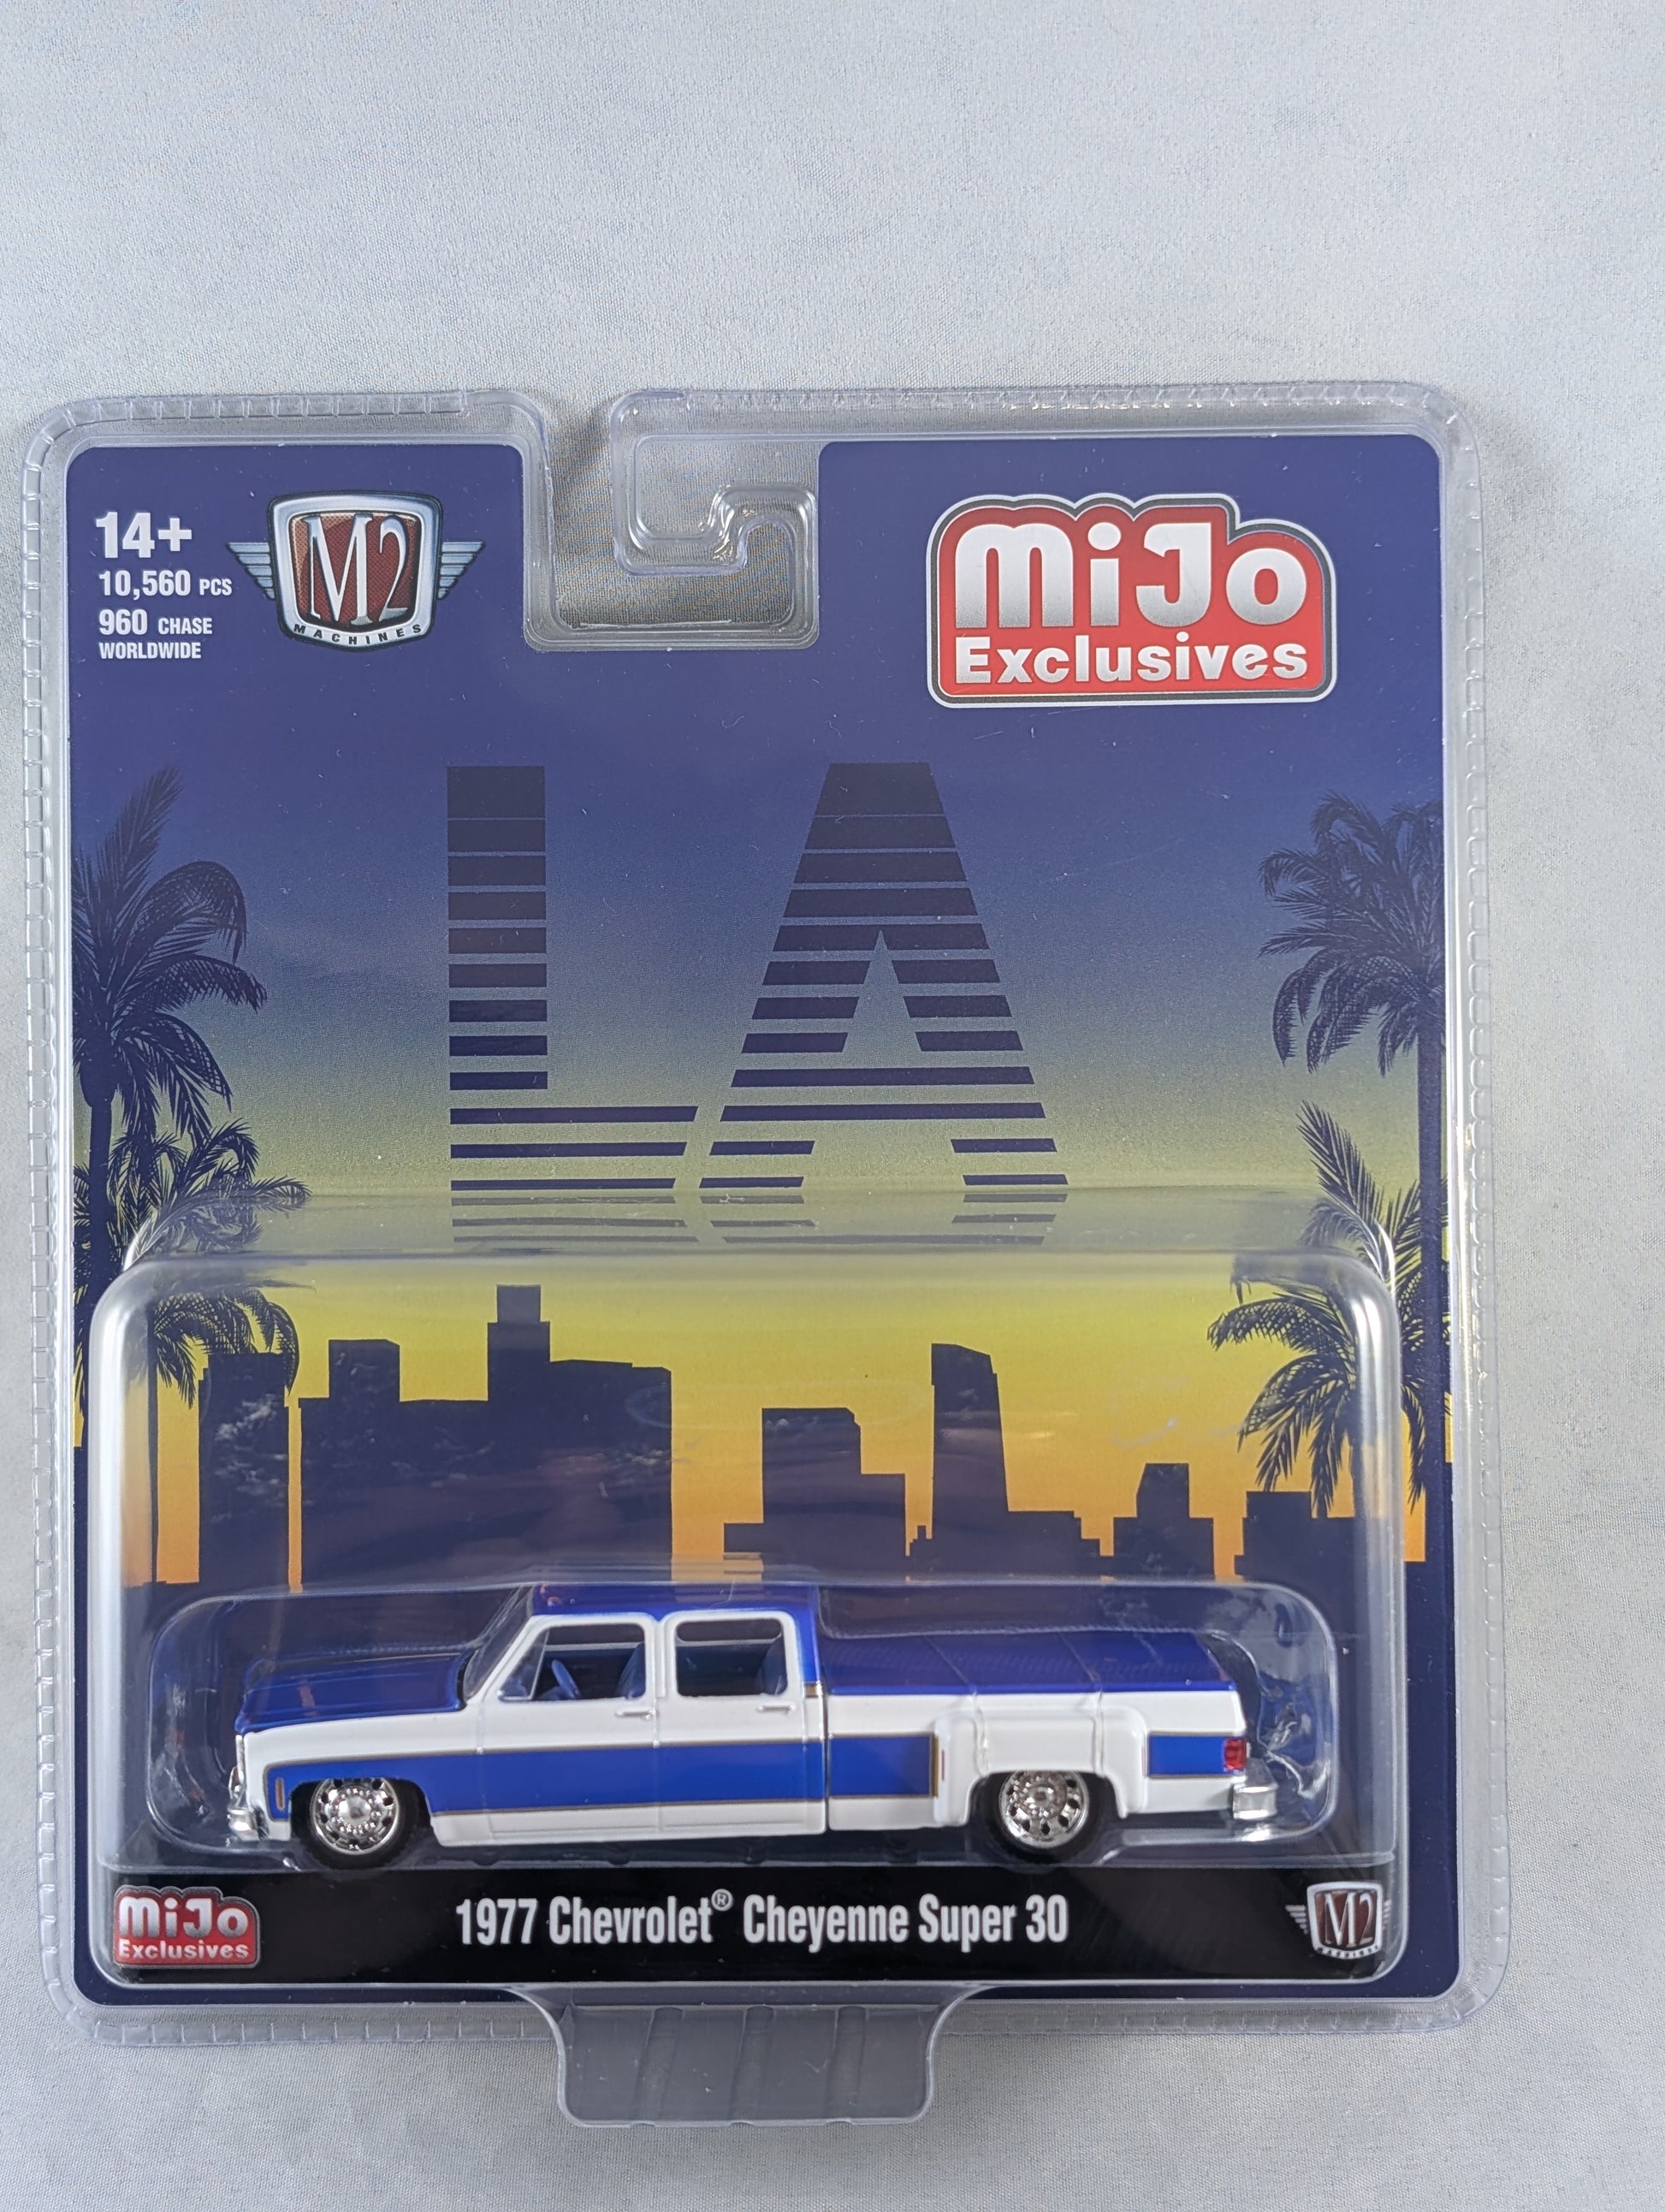 14+
10,560 PCS
960 CHASE
WORLDWIDE
M2
MACHINES
MiJo
Exclusives
LA
MiJo
Exclusives
1977 Chevrolet® Cheyenne Super 30
M2
MACHINES